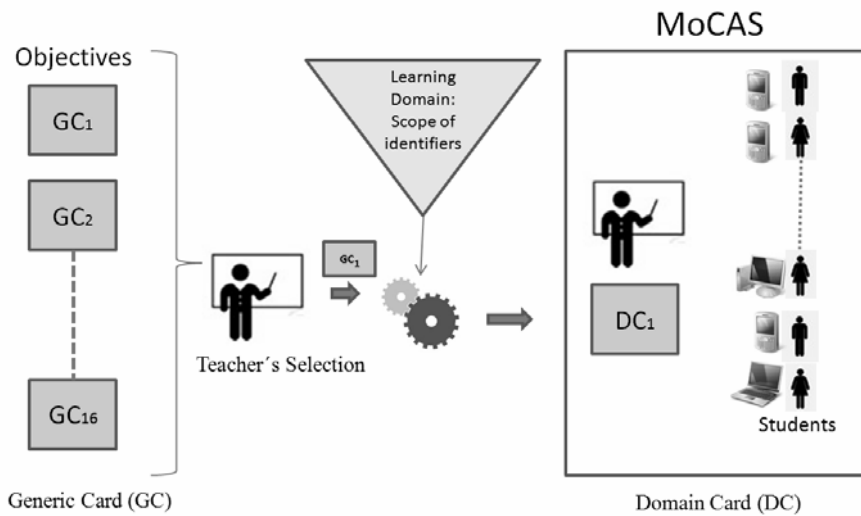 MoCAS
Objectives
GC1
GC2
GC16
Generic Card (GC)
Teacher´s Selection
GC1
Learning
Domain:
Scope of
identifiers
DC1
Students
Domain Card (DC)